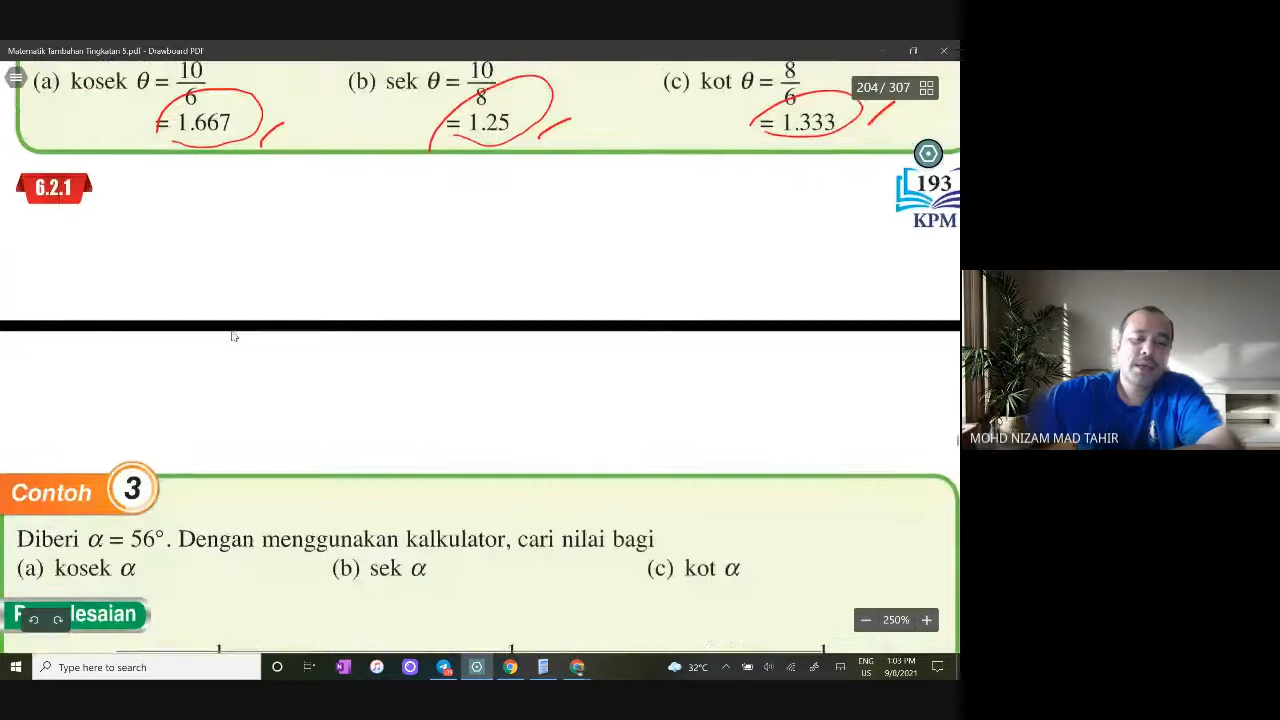 Matematik Tambahan Tingkatan 5.pdf - Drawboard PDF
(a) kosek θ = 10/6
= 1.667
(b) sek θ = 10/8
= 1.25
(c) kot θ = 8/6
= 1.333
204 / 307
6.2.1
193
KPM
MOHD NIZAM MAD TAHIR
Contoh 3
Diberi α = 56°. Dengan menggunakan kalkulator, cari nilai bagi
(a) kosek α (b) sek α (c) kot α
lesaian
250%
Type here to search
32°C
ENG
US
1:03 PM
9/8/2021